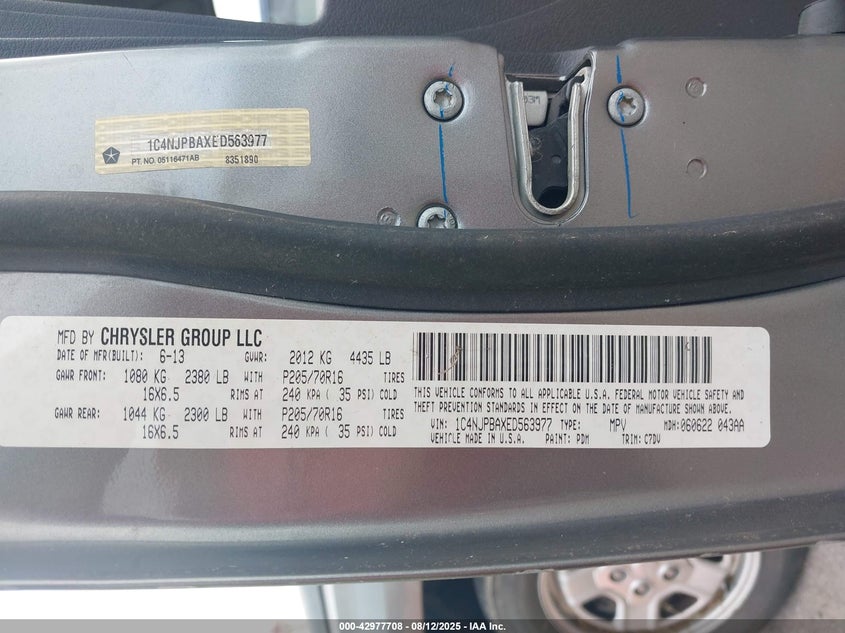 1C4NJPBAXED563977
PT. NO. 05116471AB 8351890
MFD BY CHRYSLER GROUP LLC
DATE OF MFR(BUILT): 6-13 GVWR: 2012 KG 4435 LB
GAWR FRONT: 1080 KG 2380 LB WITH P205/70R16 TIRES
16X6.5 RIMS AT 240 KPA ( 35 PSI) COLD
GAWR REAR: 1044 KG 2300 LB WITH P205/70R16 TIRES
16X6.5 RIMS AT 240 KPA ( 35 PSI) COLD
THIS VEHICLE CONFORMS TO ALL APPLICABLE U.S.A. FEDERAL MOTOR VEHICLE SAFETY AND
THEFT PREVENTION STANDARDS IN EFFECT ON THE DATE OF MANUFACTURE SHOWN ABOVE.
VIN: 1C4NJPBAXED563977 TYPE: MPV MDH: 060622 043AA
VEHICLE MADE IN U.S.A. PAINT: PDM TRIM: C7DV
000-42977708 - 08/12/2025 - IAA, Inc.